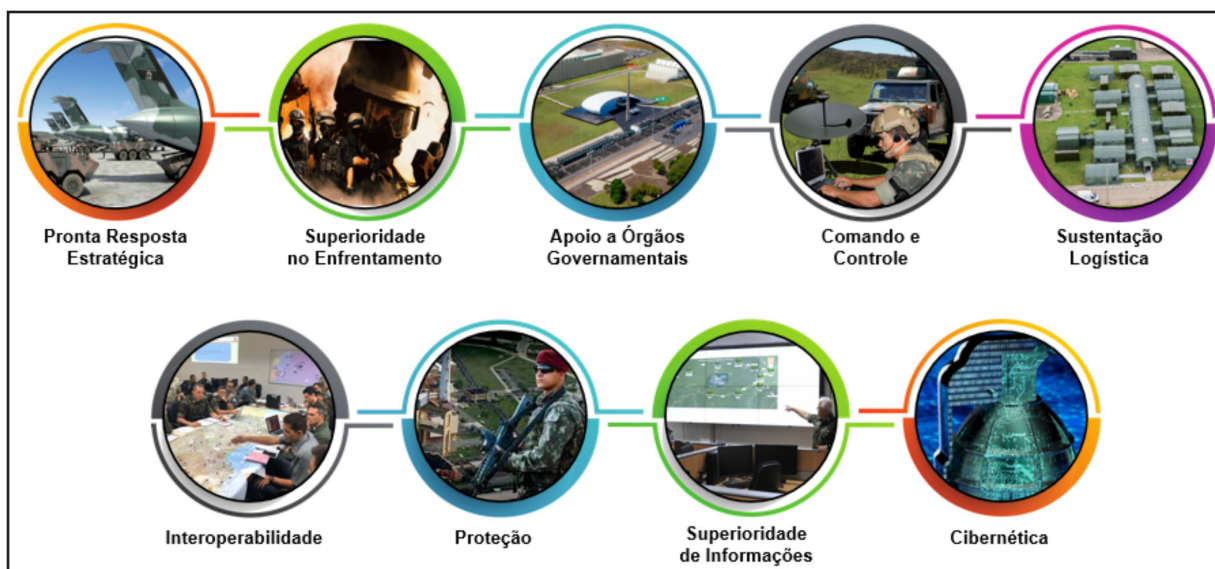 Pronta Resposta
Estratégica
Superioridade
no Enfrentamento
Apoio a Órgãos
Governamentais
Comando e
Controle
Sustentação
Logística
Interoperabilidade
Proteção
Superioridade
de Informações
Cibernética